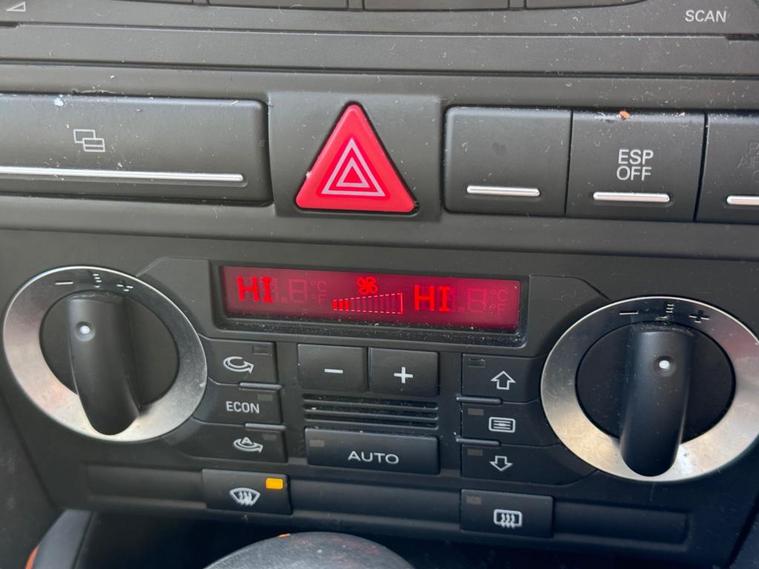 SCAN
ESP
OFF
HI HI
- +
- +
ECON
AUTO
- +